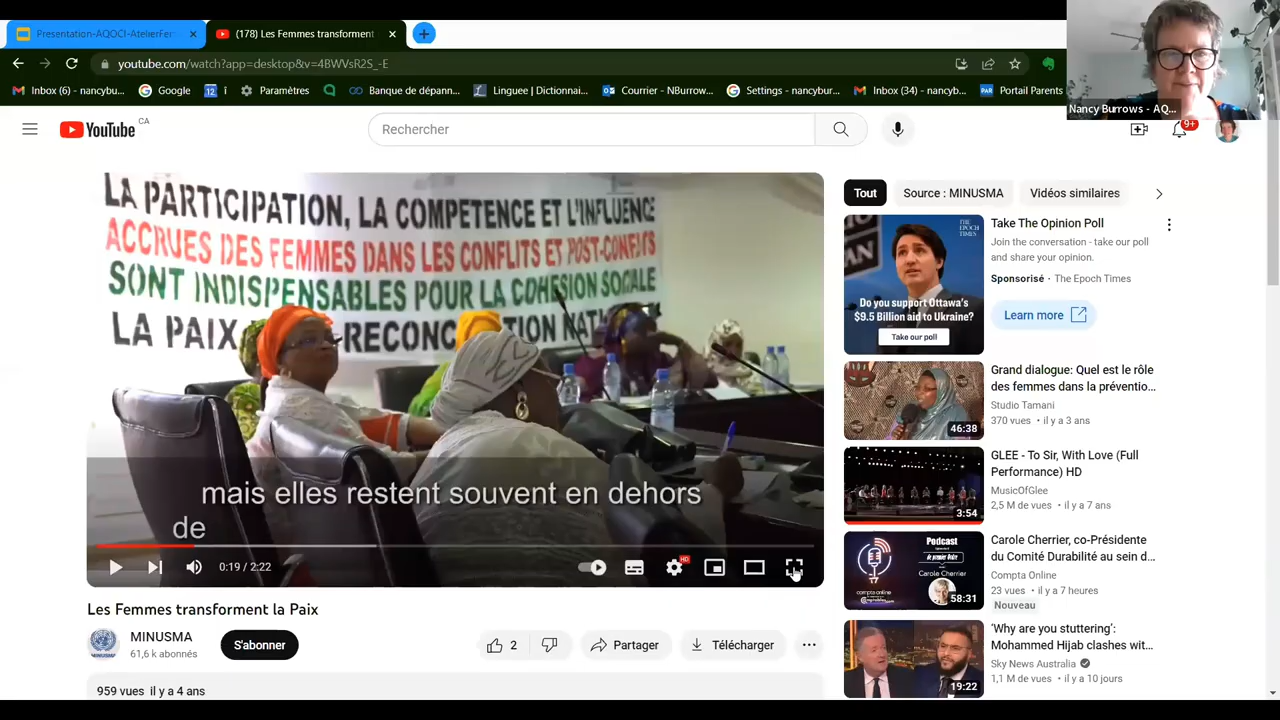 Presentation-AQOCI-AtelierFem
(178) Les Femmes transforment
youtube.com/watch?app=desktop&v=4BWVsR2S_-E
Inbox (6) - nancybu...
Google
12
i
Paramètres
Banque de dépann...
Linguee | Dictionnai...
Courrier - NBurrow...
Settings - nancybur...
Inbox (34) - nancyb...
PAR Portail Parents
Nancy Burrows - AQ...
YouTube CA
Rechercher
9+
LA PARTICIPATION, LA COMPETENCE ET L'INFLUENCE
ACCRUES DES FEMMES DANS LES CONFLITS ET POST-CONFLITS
SONT INDISPENSABLES POUR LA COHESION SOCIALE
LA PAIX RECONC TION NAT
mais elles restent souvent en dehors
de
0:19 / 2:22
HD
Les Femmes transforment la Paix
MINUSMA
61,6 k abonnés
S'abonner
2
Partager
Télécharger
959 vues il y a 4 ans
Tout
Source : MINUSMA
Vidéos similaires
THE EPOCH TIMES
Do you support Ottawa's
$9.5 Billion aid to Ukraine?
Take our poll
Take The Opinion Poll
Join the conversation - take our poll
and share your opinion.
Sponsorisé · The Epoch Times
Learn more
46:38
Grand dialogue: Quel est le rôle
des femmes dans la préventio...
Studio Tamani
370 vues • il y a 3 ans
3:54
GLEE - To Sir, With Love (Full
Performance) HD
MusicOfGlee
2,5 M de vues • il y a 7 ans
Podcast
Carole Cherrier
compta online
58:31
Carole Cherrier, co-Présidente
du Comité Durabilité au sein d...
Compta Online
23 vues • il y a 7 heures
Nouveau
19:22
'Why are you stuttering':
Mohammed Hijab clashes wit...
Sky News Australia
1,1 M de vues • il y a 10 jours